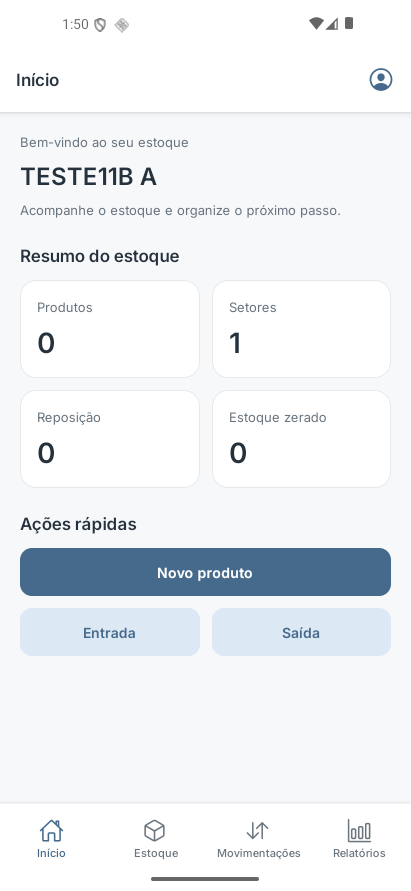 1:50
Início
Bem-vindo ao seu estoque
TESTE11B A
Acompanhe o estoque e organize o próximo passo.
Resumo do estoque
Produtos
0
Setores
1
Reposição
0
Estoque zerado
0
Ações rápidas
Novo produto
Entrada
Saída
Início
Estoque
Movimentações
Relatórios